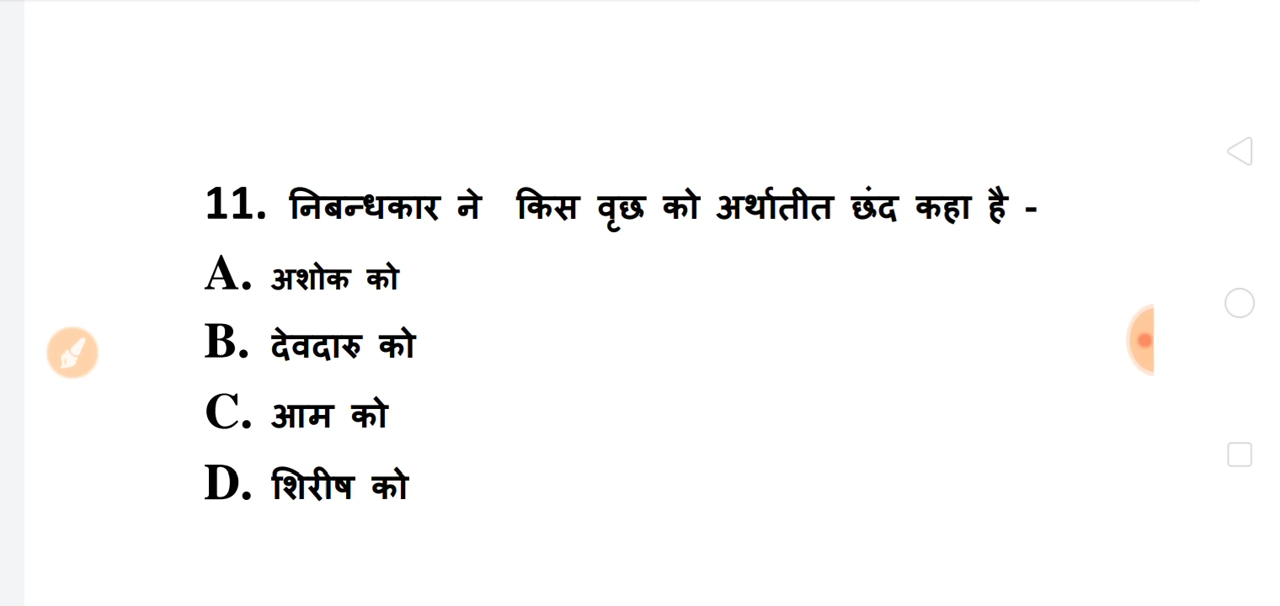 11. निबन्धकार ने किस वृछ को अर्थातीत छंद कहा है -
A. अशोक को
B. देवदारु को
C. आम को
D. शिरीष को